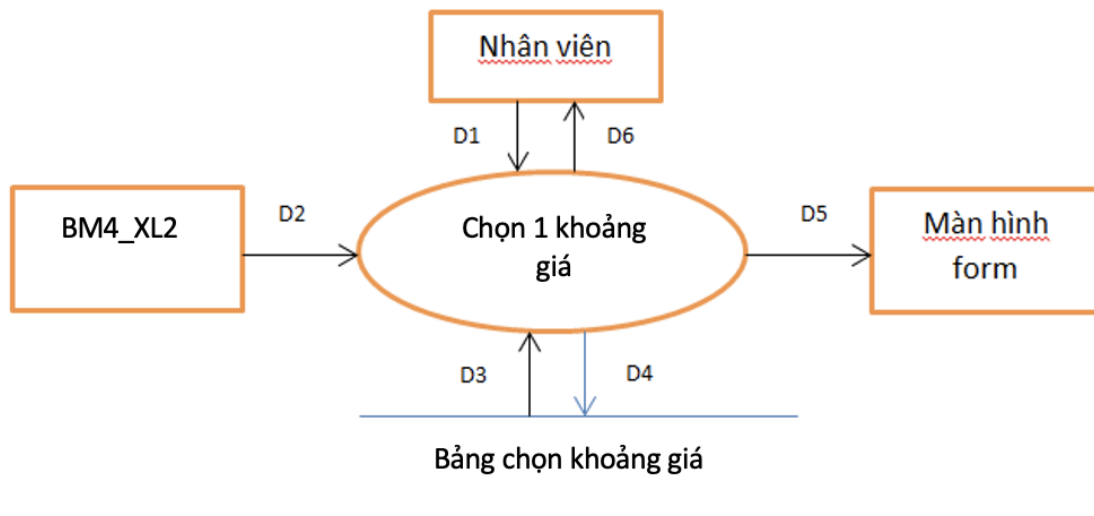 Nhân viên
D1
D6
BM4_XL2
D2
Chọn 1 khoảng
giá
D5
Màn hình
form
D3
D4
Bảng chọn khoảng giá